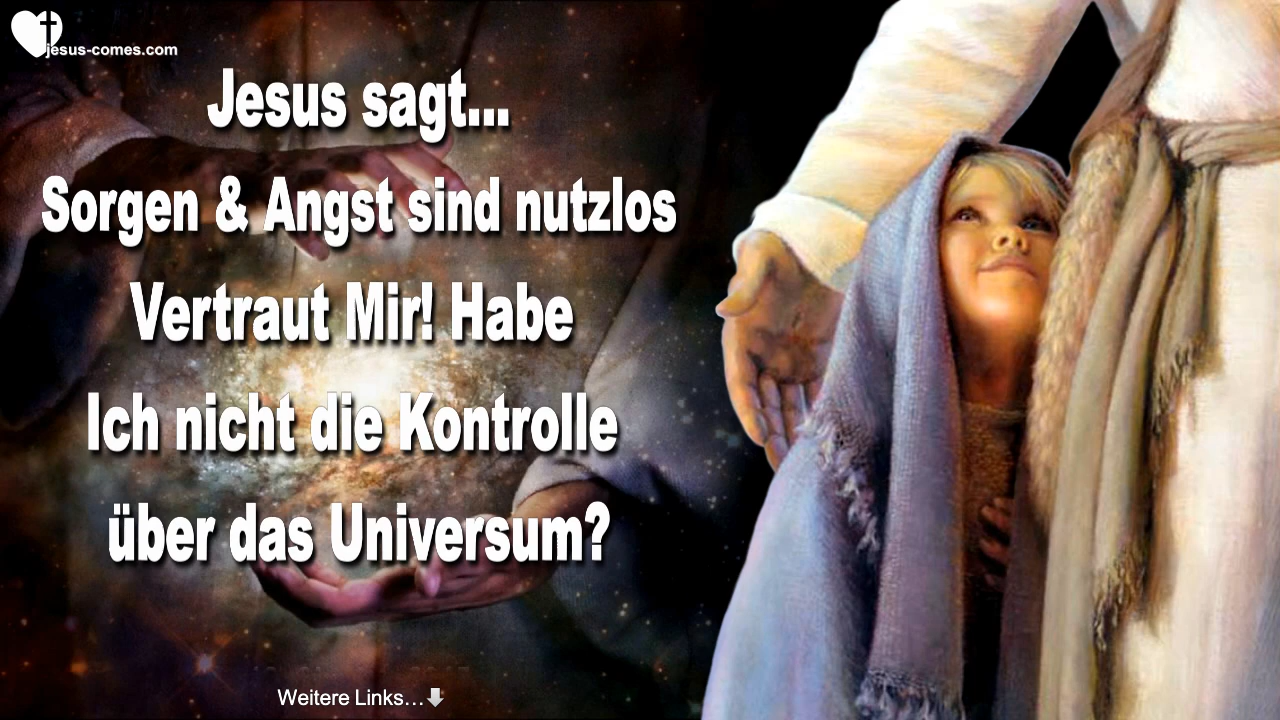 jesus-comes.com
Jesus sagt...
Sorgen & Angst sind nutzlos
Vertraut Mir! Habe
Ich nicht die Kontrolle
über das Universum?
Weitere Links...